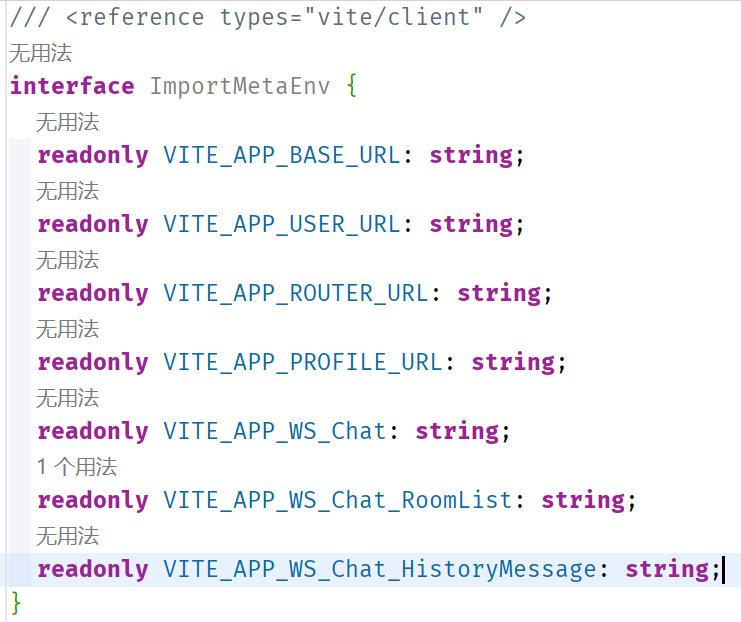 /// <reference types="vite/client" />
无用法
interface ImportMetaEnv {
无用法
readonly VITE_APP_BASE_URL: string;
无用法
readonly VITE_APP_USER_URL: string;
无用法
readonly VITE_APP_ROUTER_URL: string;
无用法
readonly VITE_APP_PROFILE_URL: string;
无用法
readonly VITE_APP_WS_Chat: string;
1 个用法
readonly VITE_APP_WS_Chat_RoomList: string;
无用法
readonly VITE_APP_WS_Chat_HistoryMessage: string;
}